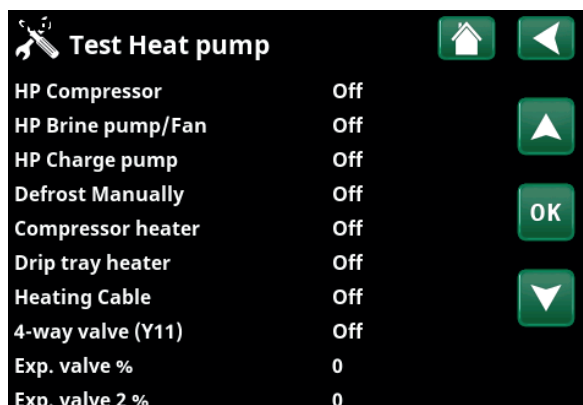 Test Heat pump
HP Compressor Off
HP Brine pump/Fan Off
HP Charge pump Off
Defrost Manually Off
Compressor heater Off
OK
Drip tray heater Off
Heating Cable Off
4-way valve (Y11) Off
Exp. valve % 0
Exp. valve 2 % 0